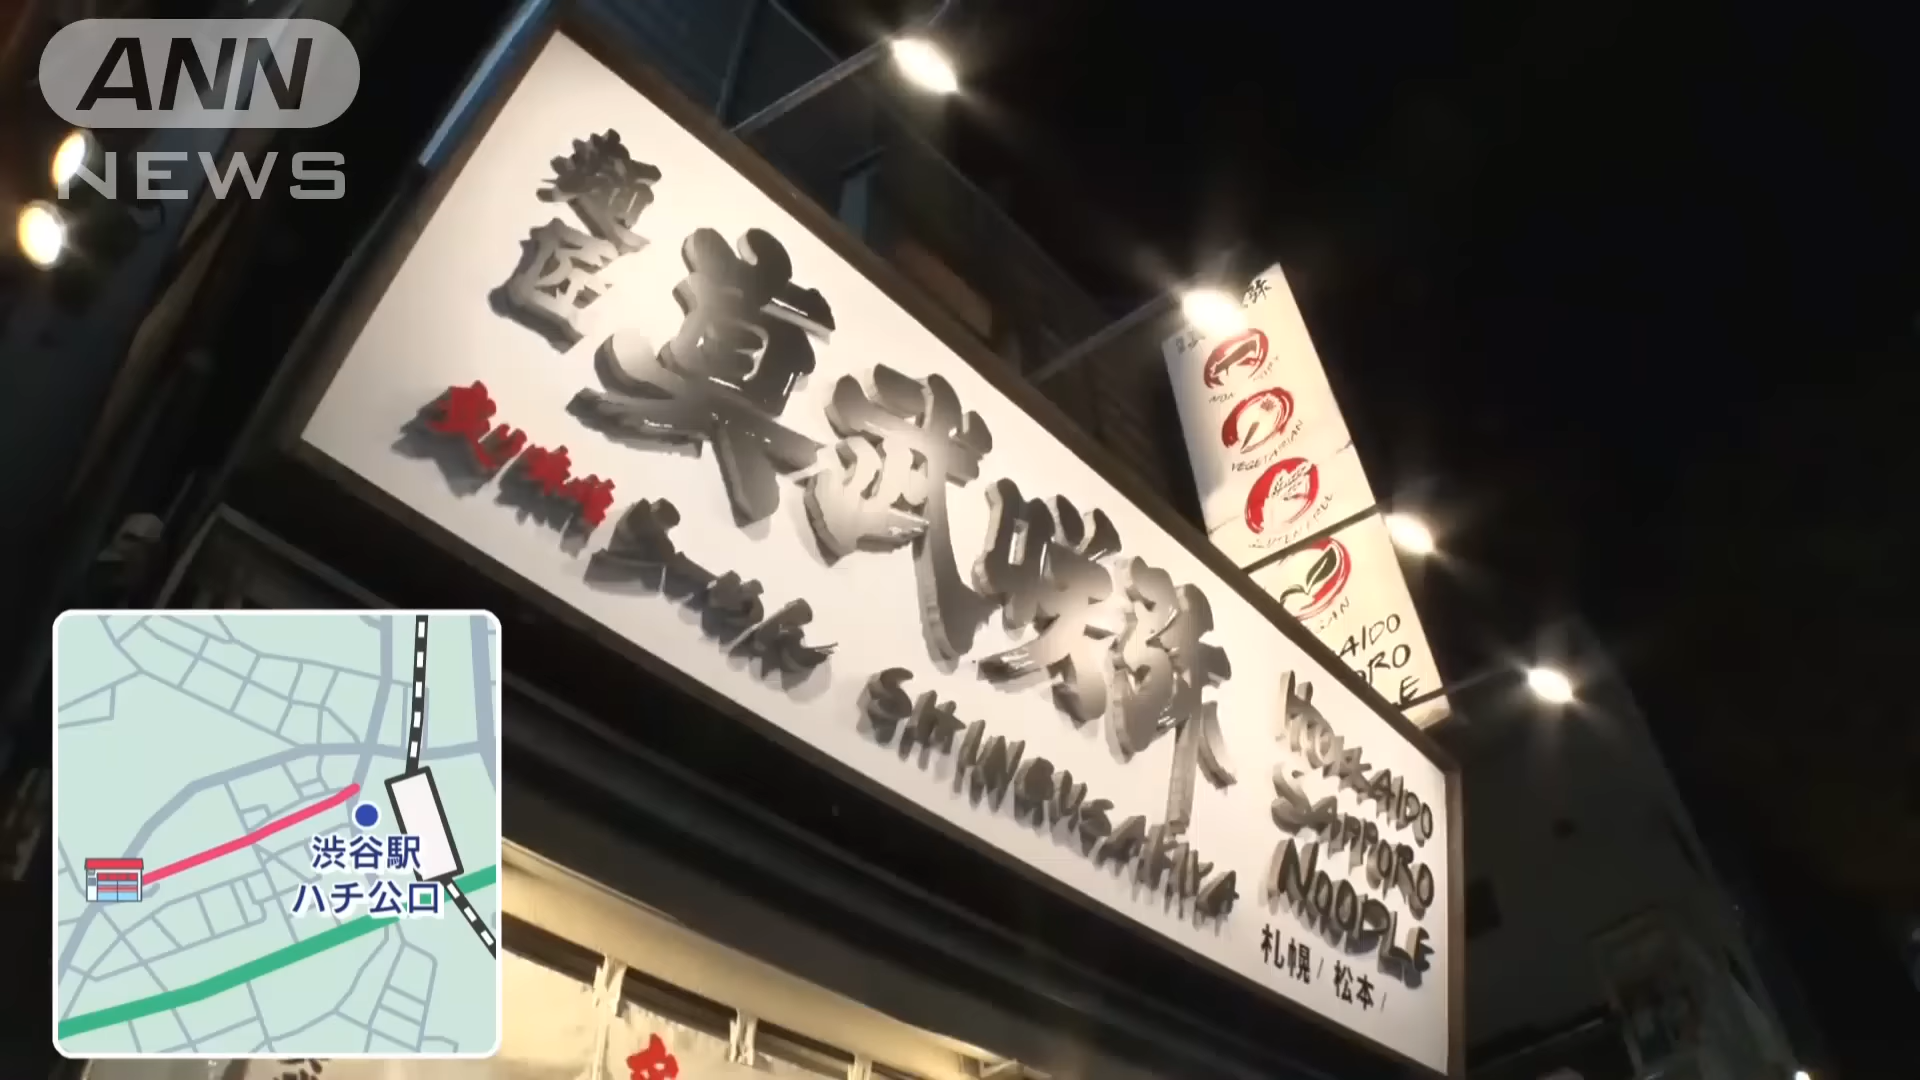 ANN
NEWS
麺匠
真武咲弥
炙り味噌らーめん
SHINBUSAKIYA
HOKKAIDO
SAPPORO
NOODLE
札幌/松本/
VEGETARIAN
渋谷駅
ハチ公口